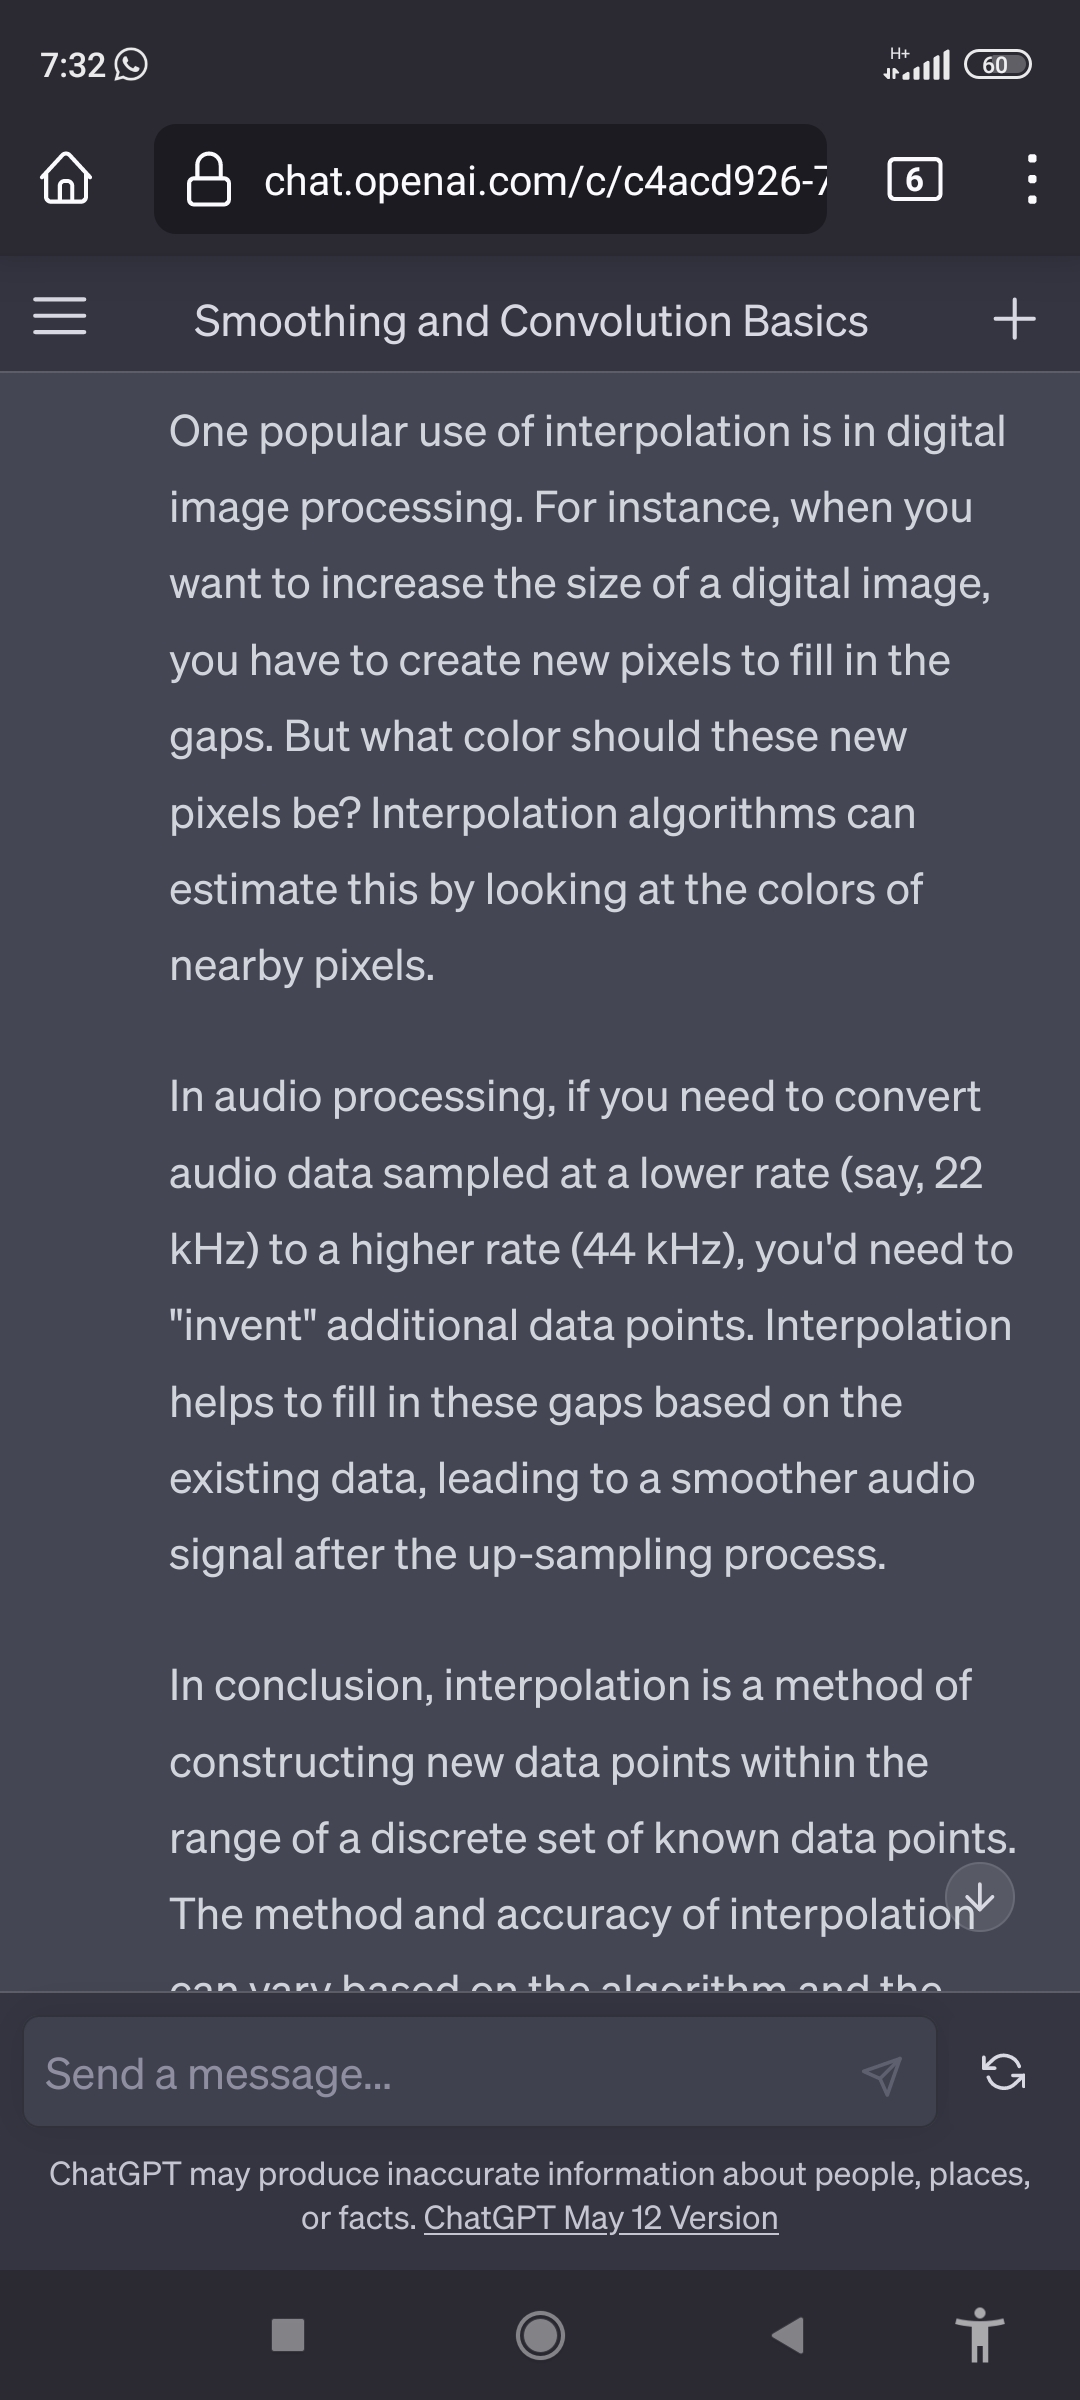 7:32
H+
60
chat.openai.com/c/c4acd926-7
6
Smoothing and Convolution Basics
One popular use of interpolation is in digital
image processing. For instance, when you
want to increase the size of a digital image,
you have to create new pixels to fill in the
gaps. But what color should these new
pixels be? Interpolation algorithms can
estimate this by looking at the colors of
nearby pixels.
In audio processing, if you need to convert
audio data sampled at a lower rate (say, 22
kHz) to a higher rate (44 kHz), you'd need to
"invent" additional data points. Interpolation
helps to fill in these gaps based on the
existing data, leading to a smoother audio
signal after the up-sampling process.
In conclusion, interpolation is a method of
constructing new data points within the
range of a discrete set of known data points.
The method and accuracy of interpolation
can vary based on the algorithm and the
Send a message...
ChatGPT may produce inaccurate information about people, places,
or facts. ChatGPT May 12 Version